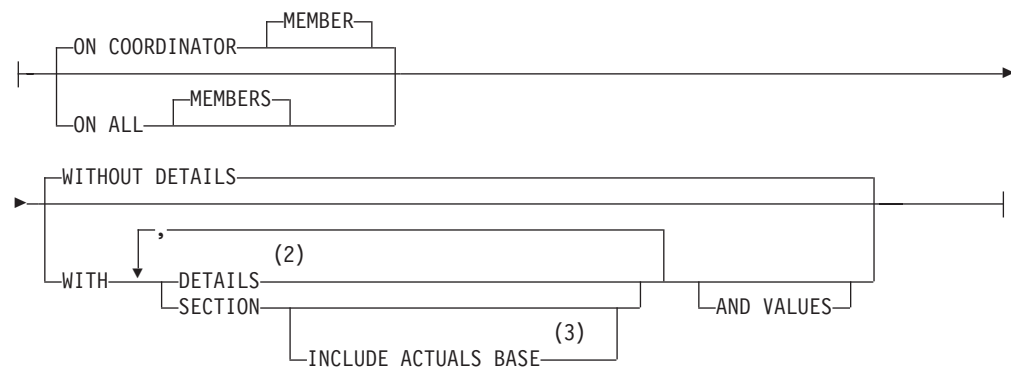 MEMBER
ON COORDINATOR
MEMBERS
ON ALL
WITHOUT DETAILS
,
(2)
WITH DETAILS
SECTION AND VALUES
(3)
INCLUDE ACTUALS BASE